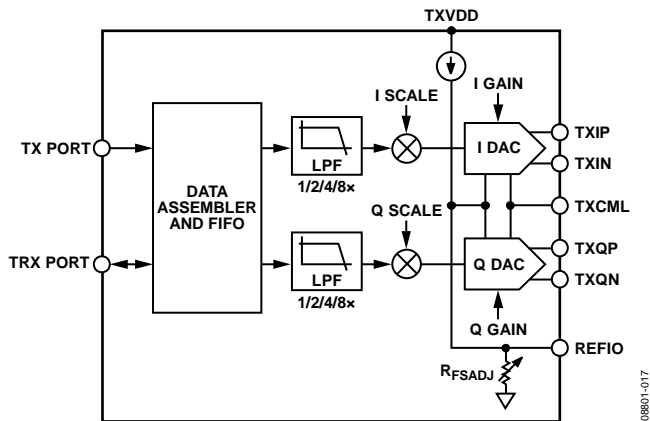 TXVDD
I SCALE
I GAIN
TX PORT
LPF
1/2/4/8×
I DAC
TXIP
TXIN
DATA
ASSEMBLER
AND FIFO
TXCML
Q SCALE
TRX PORT
LPF
1/2/4/8×
Q DAC
TXQP
TXQN
Q GAIN
REFIO
RFSADJ
08801-017